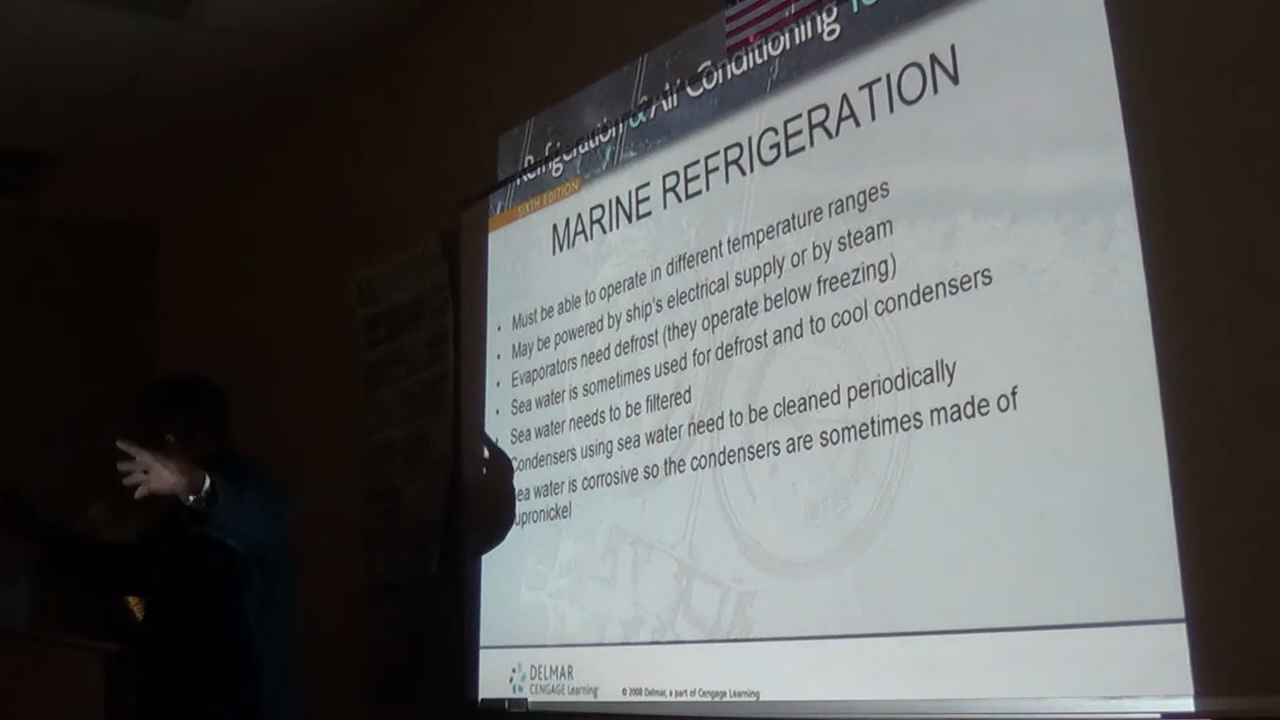 Refrigeration & Air Conditioning
SIXTH EDITION
MARINE REFRIGERATION
• Must be able to operate in different temperature ranges
• May be powered by ship's electrical supply or by steam
• Evaporators need defrost (they operate below freezing)
• Sea water is sometimes used for defrost and to cool condensers
• Sea water needs to be filtered
Condensers using sea water need to be cleaned periodically
ea water is corrosive so the condensers are sometimes made of
upronickel
DELMAR
CENGAGE Learning
© 2008 Delmar, a part of Cengage Learning